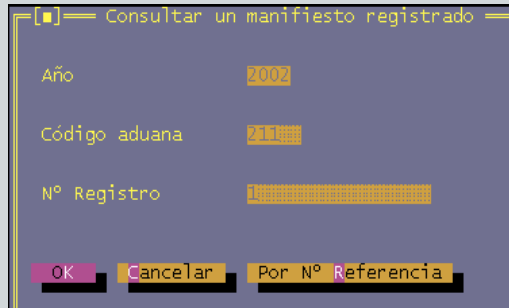 [■] Consultar un manifiesto registrado
Año 2002
Código aduana 211
Nº Registro 1
OK Cancelar Por Nº Referencia